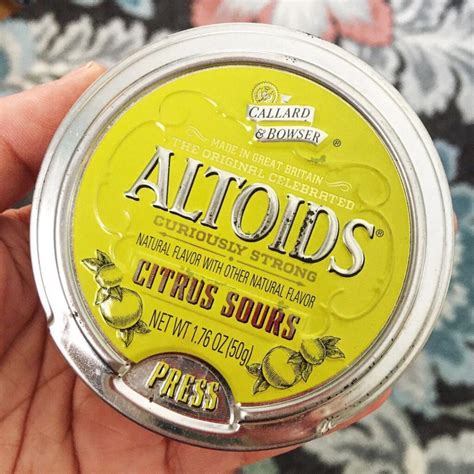 CALLARD
& BOWSER®
MADE IN GREAT BRITAIN
THE ORIGINAL CELEBRATED
ALTOIDS®
CURIOUSLY STRONG
NATURAL FLAVOR WITH OTHER NATURAL FLAVOR
CITRUS SOURS
NET WT 1.76 OZ (50g)
PRESS